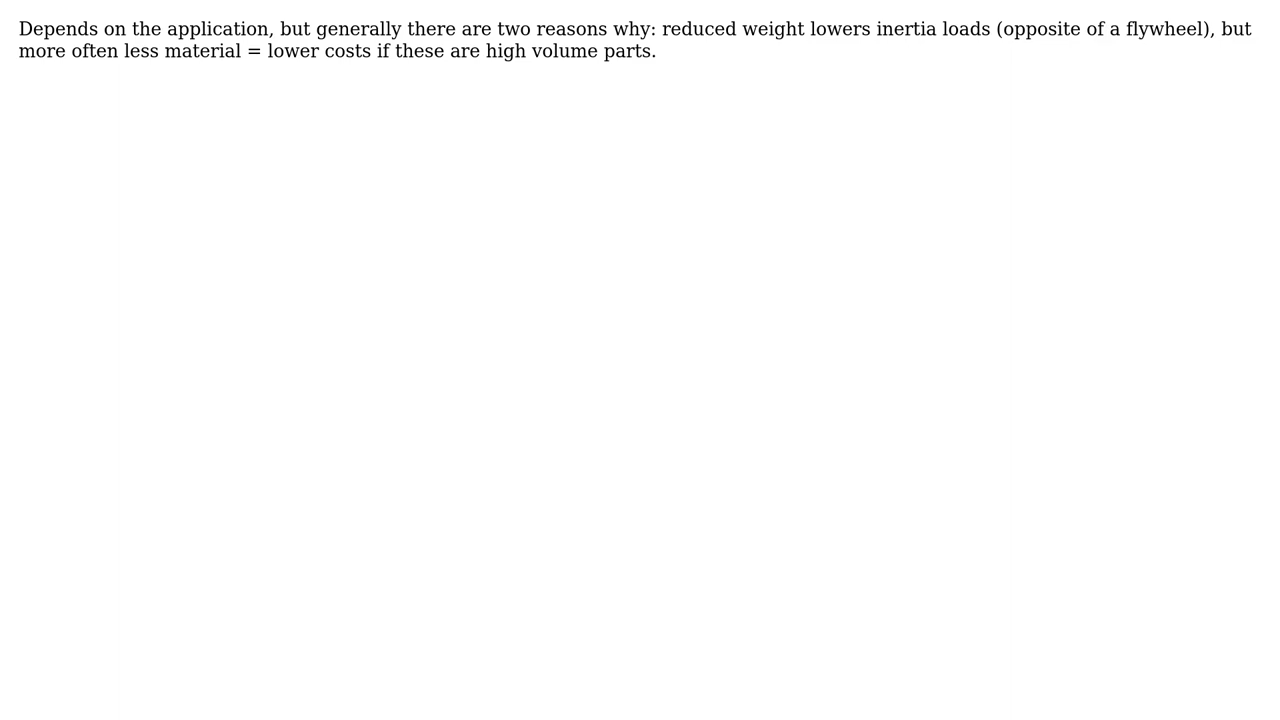 Depends on the application, but generally there are two reasons why: reduced weight lowers inertia loads (opposite of a flywheel), but
more often less material = lower costs if these are high volume parts.